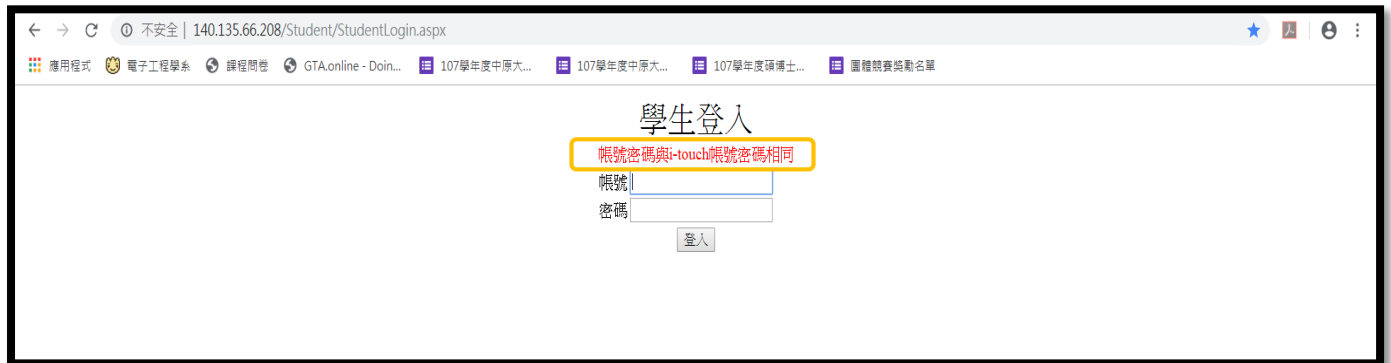 不安全 | 140.135.66.208/Student/StudentLogin.aspx
應用程式 電子工程學系 課程問卷 GTA.online - Doin... 107學年度中原大... 107學年度中原大... 107學年度碩博士... 團體競賽獎勵名單
學生登入
帳號密碼與i-touch帳號密碼相同
帳號
密碼
登入